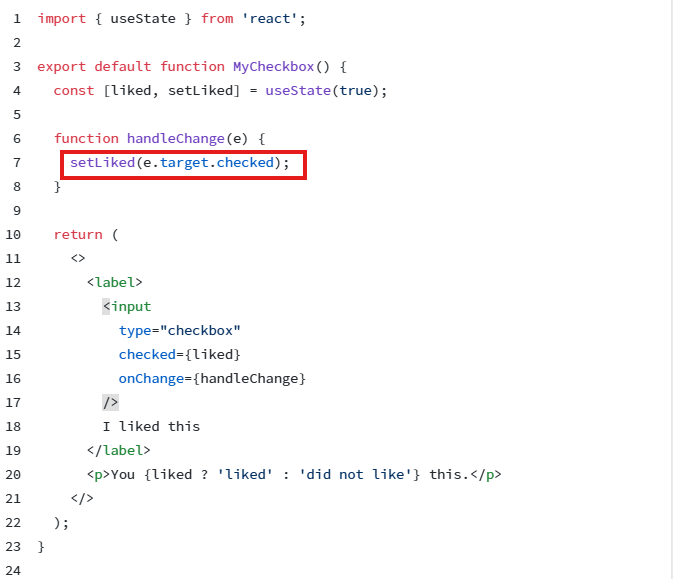 1 import { useState } from 'react';
2
3 export default function MyCheckbox() {
4 const [liked, setLiked] = useState(true);
5
6 function handleChange(e) {
7 setLiked(e.target.checked);
8 }
9
10 return (
11 <>
12 <label>
13 <input
14 type="checkbox"
15 checked={liked}
16 onChange={handleChange}
17 />
18 I liked this
19 </label>
20 <p>You {liked ? 'liked' : 'did not like'} this.</p>
21 </>
22 );
23 }
24